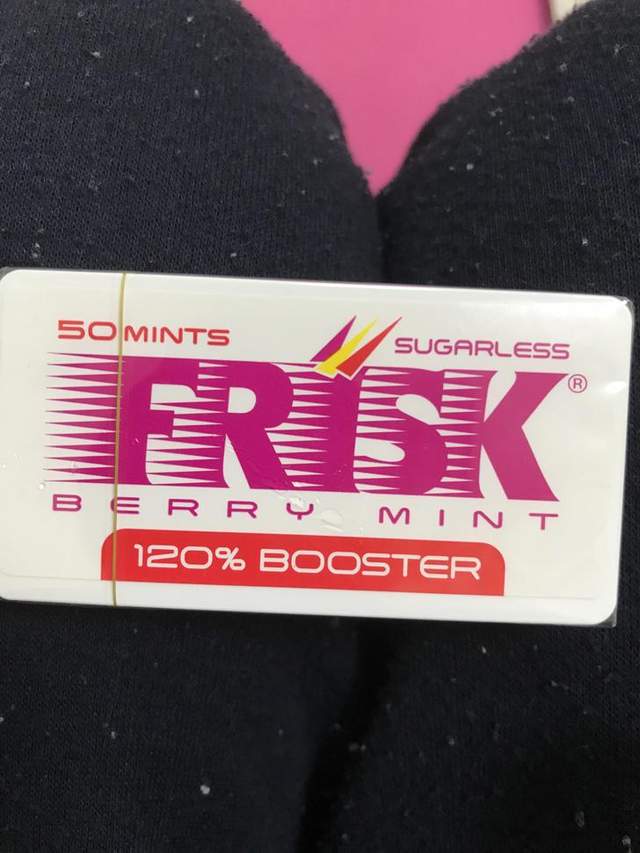 50 MINTS
SUGARLESS
FRISK®
BERRY MINT
120% BOOSTER